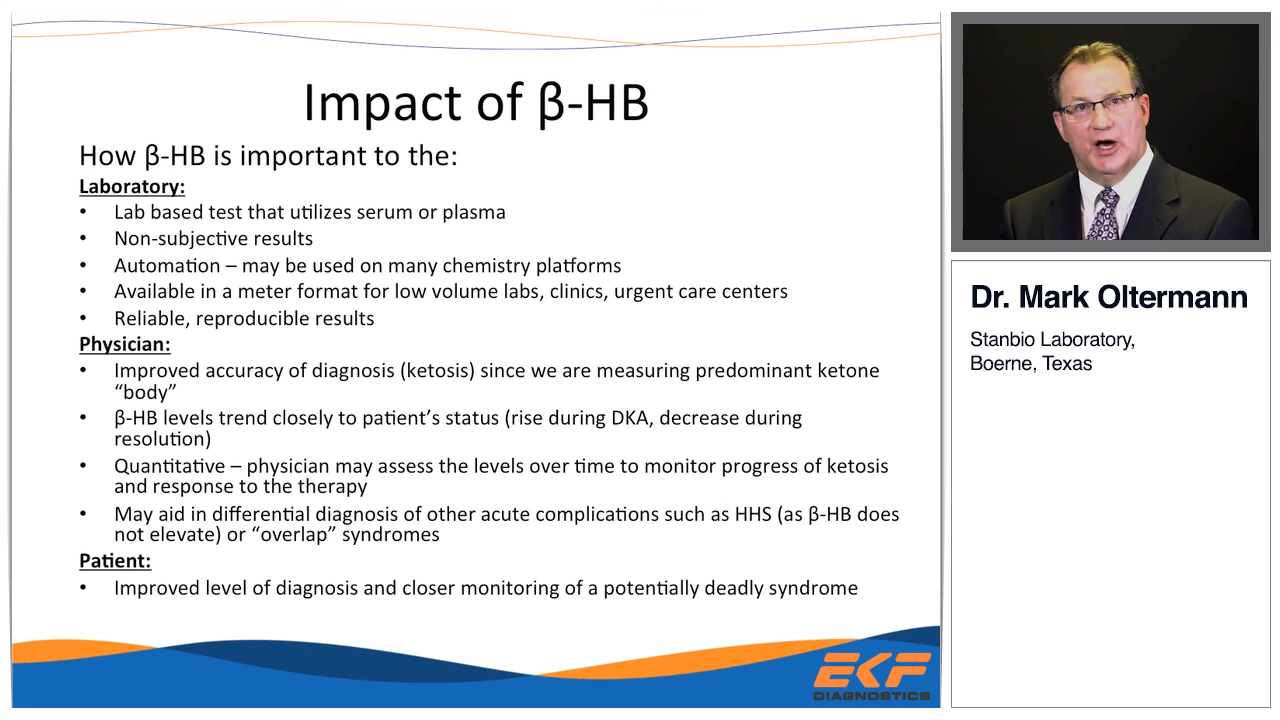 Impact of β-HB
How β-HB is important to the:
Laboratory:
• Lab based test that utilizes serum or plasma
• Non-subjective results
• Automation – may be used on many chemistry platforms
• Available in a meter format for low volume labs, clinics, urgent care centers
• Reliable, reproducible results
Physician:
• Improved accuracy of diagnosis (ketosis) since we are measuring predominant ketone
“body”
• β-HB levels trend closely to patient’s status (rise during DKA, decrease during
resolution)
• Quantitative – physician may assess the levels over time to monitor progress of ketosis
and response to the therapy
• May aid in differential diagnosis of other acute complications such as HHS (as β-HB does
not elevate) or “overlap” syndromes
Patient:
• Improved level of diagnosis and closer monitoring of a potentially deadly syndrome
EKF
DIAGNOSTICS
Dr. Mark Oltermann
Stanbio Laboratory,
Boerne, Texas